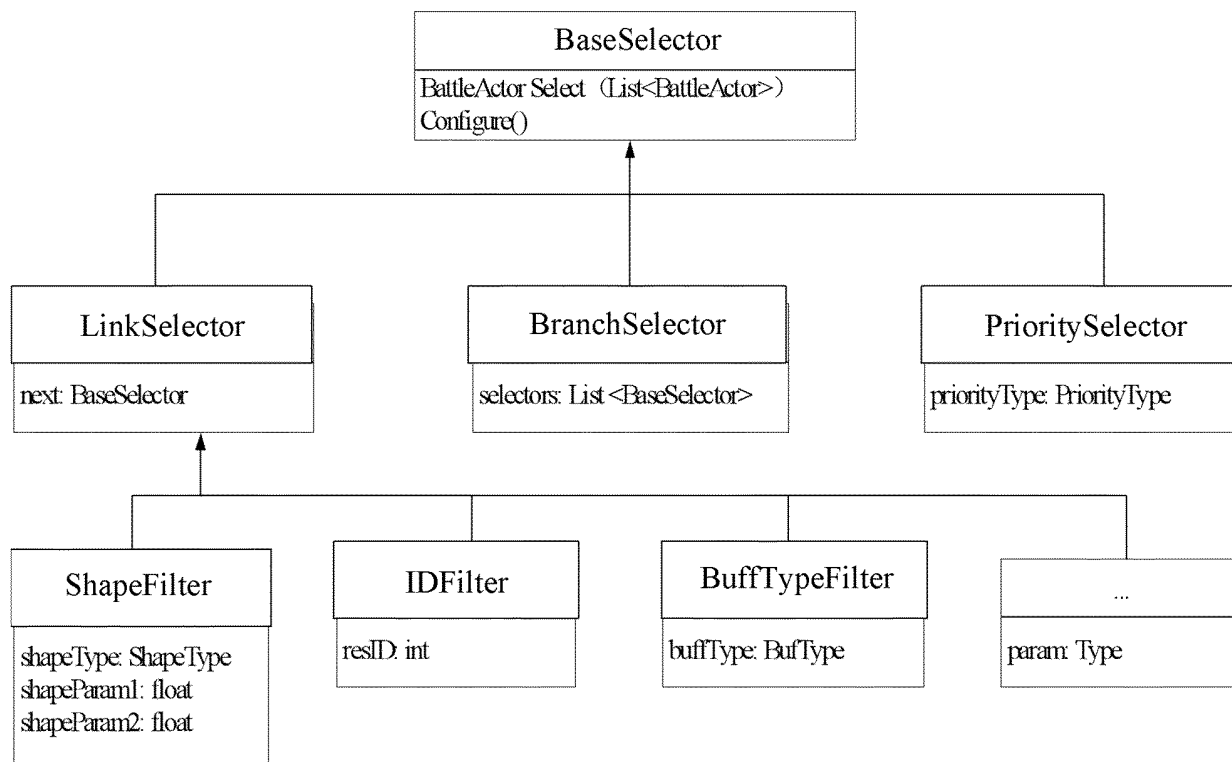 BaseSelector
BattleActor Select（List<BattleActor>）
Configure()
LinkSelector
next: BaseSelector
BranchSelector
selectors: List <BaseSelector>
PrioritySelector
priorityType: PriorityType
ShapeFilter
shapeType: ShapeType
shapeParam1: float
shapeParam2: float
IDFilter
resID: int
BuffTypeFilter
buffType: BufType
...
param: Type